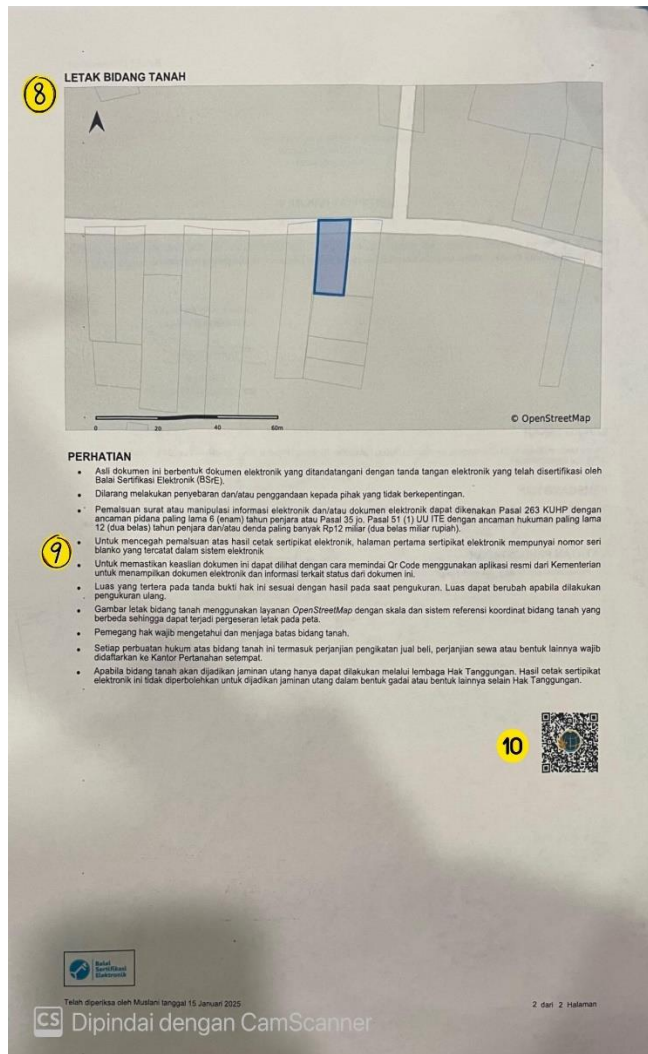 8
LETAK BIDANG TANAH
0 20 40 60m
© OpenStreetMap
PERHATIAN
• Asli dokumen ini berbentuk dokumen elektronik yang ditandatangani dengan tanda tangan elektronik yang telah disertifikasi oleh
Balai Sertifikasi Elektronik (BSrE).
• Dilarang melakukan penyebaran dan/atau penggandaan kepada pihak yang tidak berkepentingan.
• Pemalsuan surat atau manipulasi informasi elektronik dan/atau dokumen elektronik dapat dikenakan Pasal 263 KUHP dengan
ancaman pidana paling lama 6 (enam) tahun penjara atau Pasal 35 jo. Pasal 51 (1) UU ITE dengan ancaman hukuman paling lama
12 (dua belas) tahun penjara dan/atau denda paling banyak Rp12 miliar (dua belas miliar rupiah).
9
• Untuk mencegah pemalsuan atas hasil cetak sertipikat elektronik, halaman pertama sertipikat elektronik mempunyai nomor seri
blanko yang tercatat dalam sistem elektronik
• Untuk memastikan keaslian dokumen ini dapat dilihat dengan cara memindai Qr Code menggunakan aplikasi resmi dari Kementerian
untuk menampilkan dokumen elektronik dan informasi terkait status dari dokumen ini.
• Luas yang tertera pada tanda bukti hak ini sesuai dengan hasil pada saat pengukuran. Luas dapat berubah apabila dilakukan
pengukuran ulang.
• Gambar letak bidang tanah menggunakan layanan OpenStreetMap dengan skala dan sistem referensi koordinat bidang tanah yang
berbeda sehingga dapat terjadi pergeseran letak pada peta.
• Pemegang hak wajib mengetahui dan menjaga batas bidang tanah.
• Setiap perbuatan hukum atas bidang tanah ini termasuk perjanjian pengikatan jual beli, perjanjian sewa atau bentuk lainnya wajib
didaftarkan ke Kantor Pertanahan setempat.
• Apabila bidang tanah akan dijadikan jaminan utang hanya dapat dilakukan melalui lembaga Hak Tanggungan. Hasil cetak sertipikat
elektronik ini tidak diperbolehkan untuk dijadikan jaminan utang dalam bentuk gadai atau bentuk lainnya selain Hak Tanggungan.
10
Balai
Sertifikasi
Elektronik
Telah diperiksa oleh Muslani tanggal 15 Januari 2025
2 dari 2 Halaman
CS Dipindai dengan CamScanner